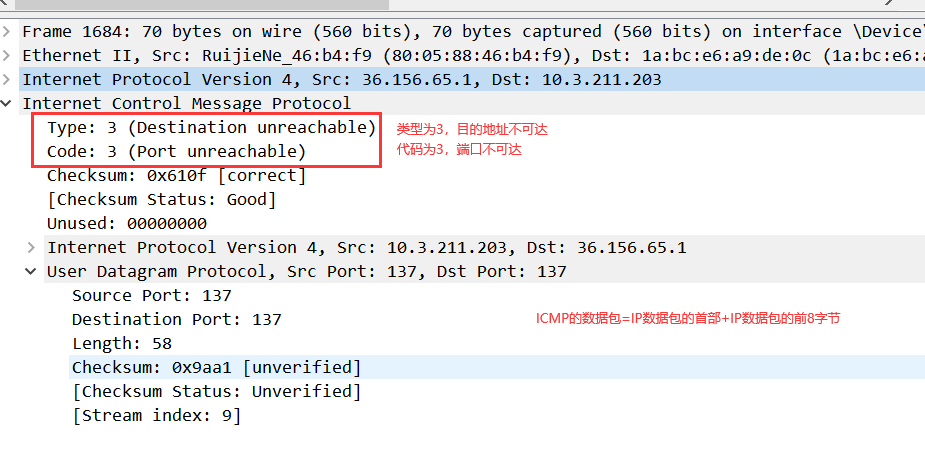 Frame 1684: 70 bytes on wire (560 bits), 70 bytes captured (560 bits) on interface \Device\
Ethernet II, Src: RuijieNe_46:b4:f9 (80:05:88:46:b4:f9), Dst: 1a:bc:e6:a9:de:0c (1a:bc:e6:a
Internet Protocol Version 4, Src: 36.156.65.1, Dst: 10.3.211.203
Internet Control Message Protocol
Type: 3 (Destination unreachable) 类型为3，目的地址不可达
Code: 3 (Port unreachable) 代码为3，端口不可达
Checksum: 0x610f [correct]
[Checksum Status: Good]
Unused: 00000000
Internet Protocol Version 4, Src: 10.3.211.203, Dst: 36.156.65.1
User Datagram Protocol, Src Port: 137, Dst Port: 137
Source Port: 137
Destination Port: 137 ICMP的数据包=IP数据包的首部+IP数据包的前8字节
Length: 58
Checksum: 0x9aa1 [unverified]
[Checksum Status: Unverified]
[Stream index: 9]